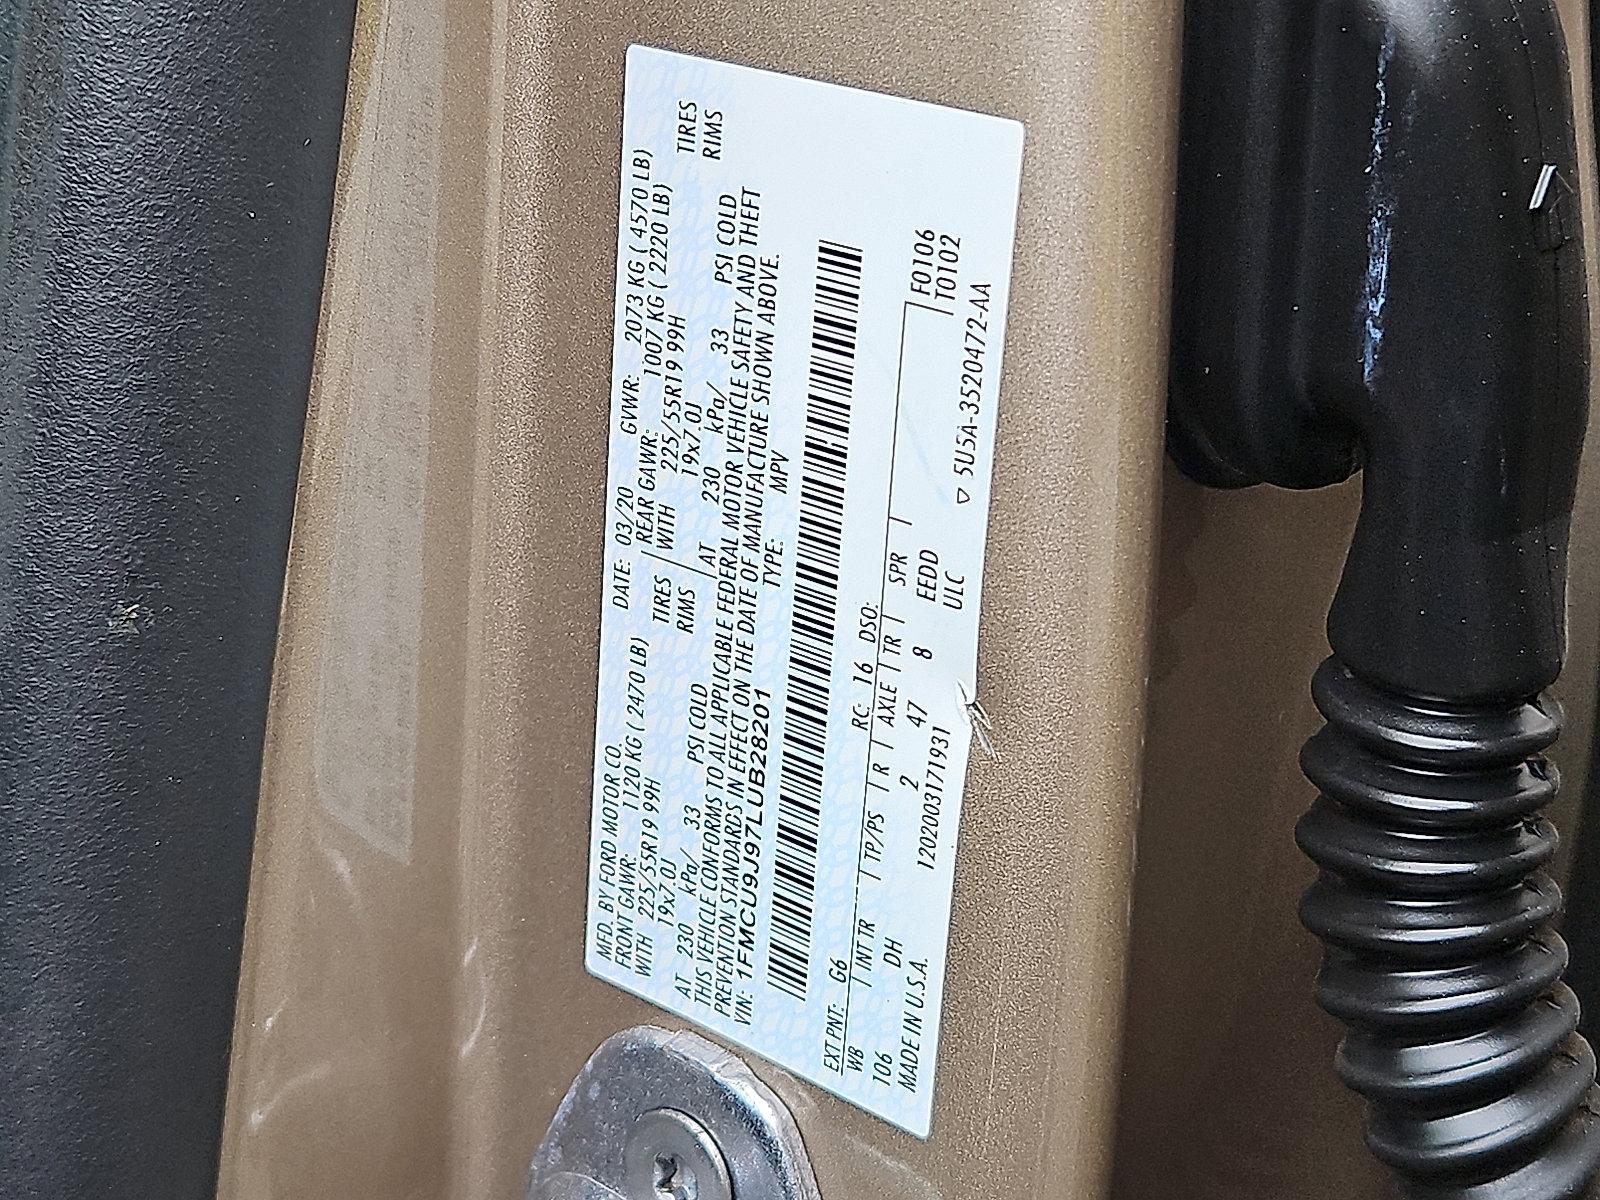 MFD. BY FORD MOTOR CO.
DATE: 03/20 GVWR: 2073 KG ( 4570 LB)
FRONT GAWR: 1120 KG ( 2470 LB) REAR GAWR: 1007 KG ( 2220 LB)
WITH 225/55R19 99H TIRES WITH 225/55R19 99H TIRES
19x7.0J RIMS 19x7.0J RIMS
AT 230 kPa/ 33 PSI COLD AT 230 kPa/ 33 PSI COLD
THIS VEHICLE CONFORMS TO ALL APPLICABLE FEDERAL MOTOR VEHICLE SAFETY AND THEFT
PREVENTION STANDARDS IN EFFECT ON THE DATE OF MANUFACTURE SHOWN ABOVE.
VIN: 1FMCU9J97LUB28201 TYPE: MPV
EXT PNT: G6 RC: 16 DSO:
WB INT TR TP/PS R AXLE TR SPR F0106
106 DH 2 47 8 EEDD T0102
MADE IN U.S.A. 120200317193​1 ULC
▽ 5U5A-3520472-AA